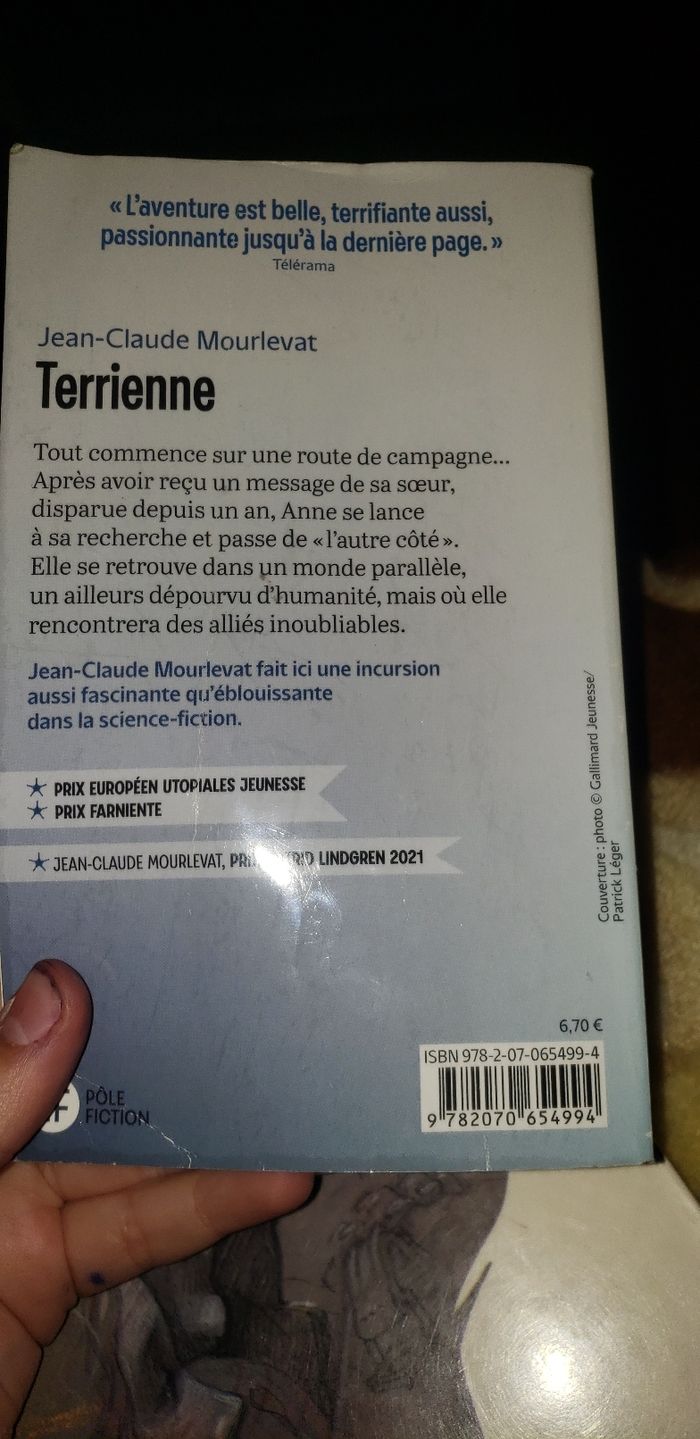 « L'aventure est belle, terrifiante aussi,
passionnante jusqu'à la dernière page. »
Télérama
Jean-Claude Mourlevat
Terrienne
Tout commence sur une route de campagne...
Après avoir reçu un message de sa sœur,
disparue depuis un an, Anne se lance
à sa recherche et passe de « l'autre côté ».
Elle se retrouve dans un monde parallèle,
un ailleurs dépourvu d'humanité, mais où elle
rencontrera des alliés inoubliables.
Jean-Claude Mourlevat fait ici une incursion
aussi fascinante qu'éblouissante
dans la science-fiction.
PRIX EUROPÉEN UTOPIALES JEUNESSE
PRIX FARNIENTE
JEAN-CLAUDE MOURLEVAT, LINDGREN 2021
Couverture : photo © Gallimard Jeunesse/
Patrick Léger
6,70 €
ISBN 978-2-07-065499-4
9 782070 654994
PÔLE
FICTION